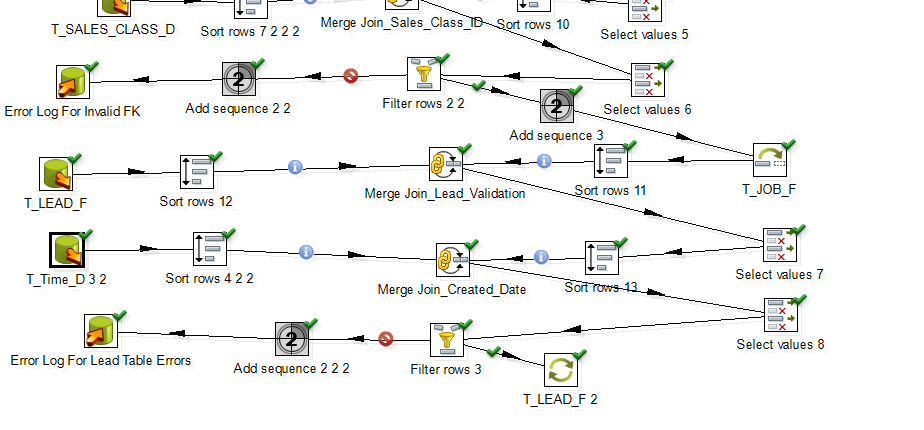 T_SALES_CLASS_D
Sort rows 7 2 2 2
Merge Join_Sales_Class_ID
Sort rows 10
Select values 5
Error Log For Invalid FK
Add sequence 2 2
Filter rows 2 2
Select values 6
Add sequence 3
T_LEAD_F
Sort rows 12
Merge Join_Lead_Validation
Sort rows 11
T_JOB_F
T_Time_D 3 2
Sort rows 4 2 2
Merge Join_Created_Date
Sort rows 13
Select values 7
Error Log For Lead Table Errors
Add sequence 2 2 2
Filter rows 3
Select values 8
T_LEAD_F 2